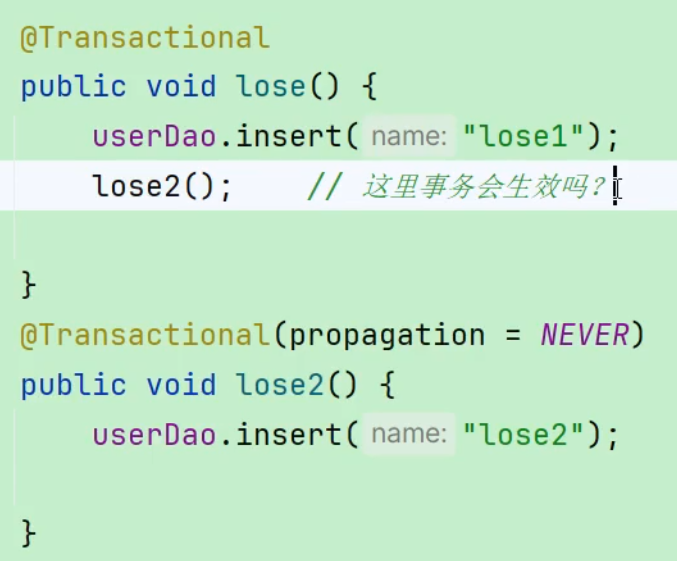 @Transactional
public void lose() {
userDao.insert( name: "lose1");
lose2();    // 这里事务会生效吗?
}
@Transactional(propagation = NEVER)
public void lose2() {
userDao.insert( name: "lose2");
}